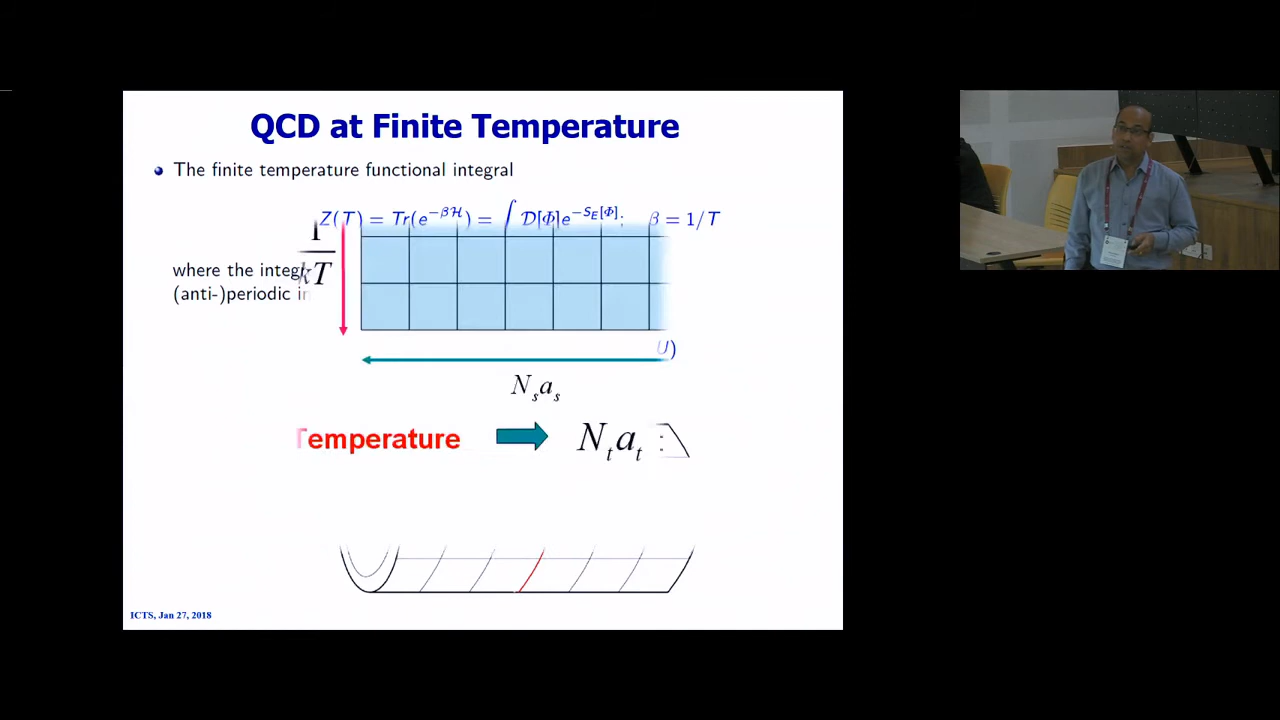 QCD at Finite Temperature
The finite temperature functional integral
Z(T) = Tr(e^{-βH}) = ∫ D[Φ]e^{-S_E[Φ]}; β = 1/T
where the integ
kT
(anti-)periodic in
U)
N_s a_s
Temperature
N_t a_t
ICTS, Jan 27, 2018